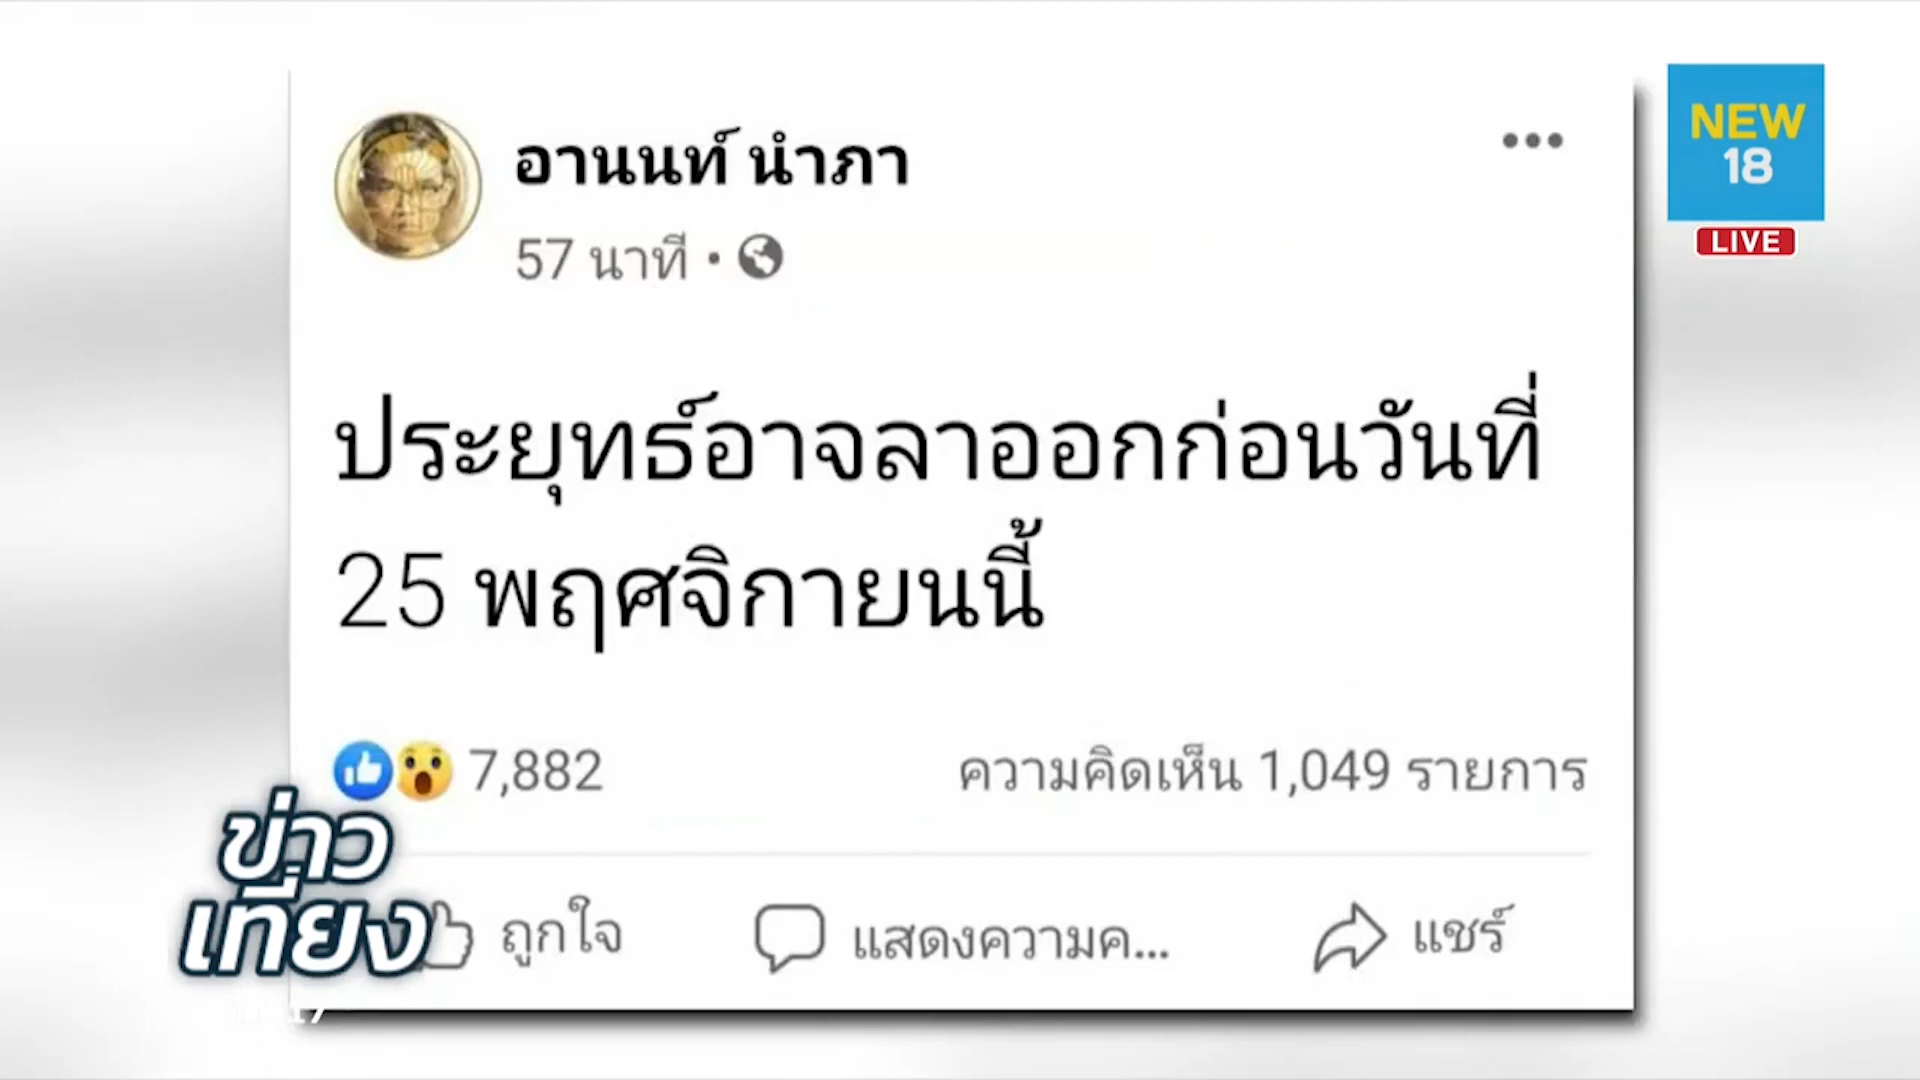 อานนท์ นำภา
57 นาที
NEW
18
LIVE
ประยุทธ์อาจลาออกก่อนวันที่
25 พฤศจิกายนนี้
7,882
ความคิดเห็น 1,049 รายการ
ข่าว
เที่ยง
ถูกใจ
แสดงความค...
แชร์